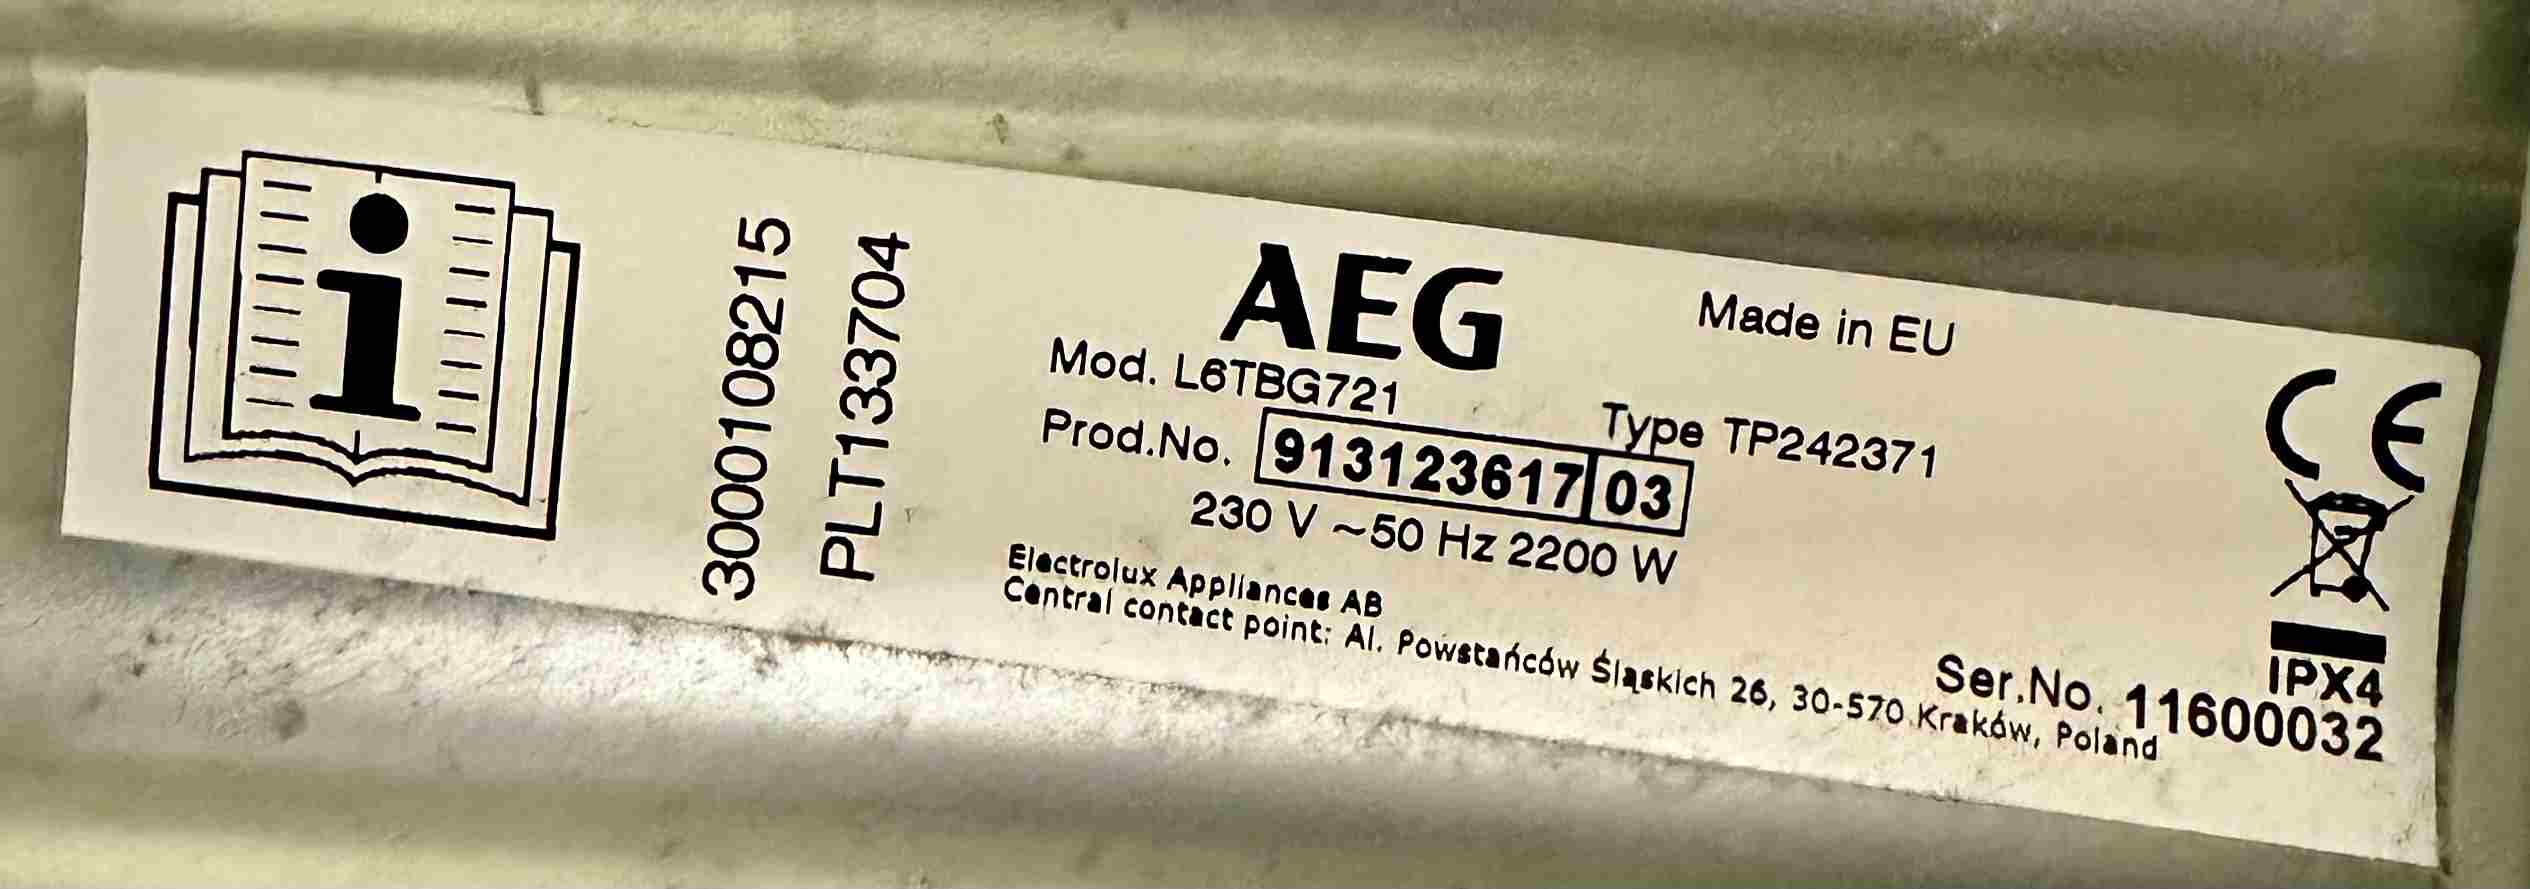 i
3000108215
PLT133704
AEG
Made in EU
Mod. L6TBG721
Type TP242371
Prod.No. 913123617 03
230 V ~50 Hz 2200 W
Electrolux Appliances AB
Central contact point: Al. Powstańców Śląskich 26, 30-570 Kraków, Poland
CE
IPX4
Ser.No. 11600032